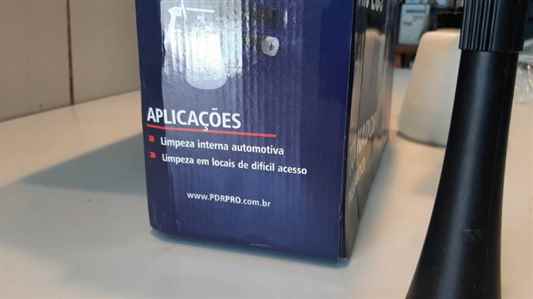 APLICAÇÕES
Limpeza interna automotiva
Limpeza em locais de difícil acesso
www.PDRPRO.com.br